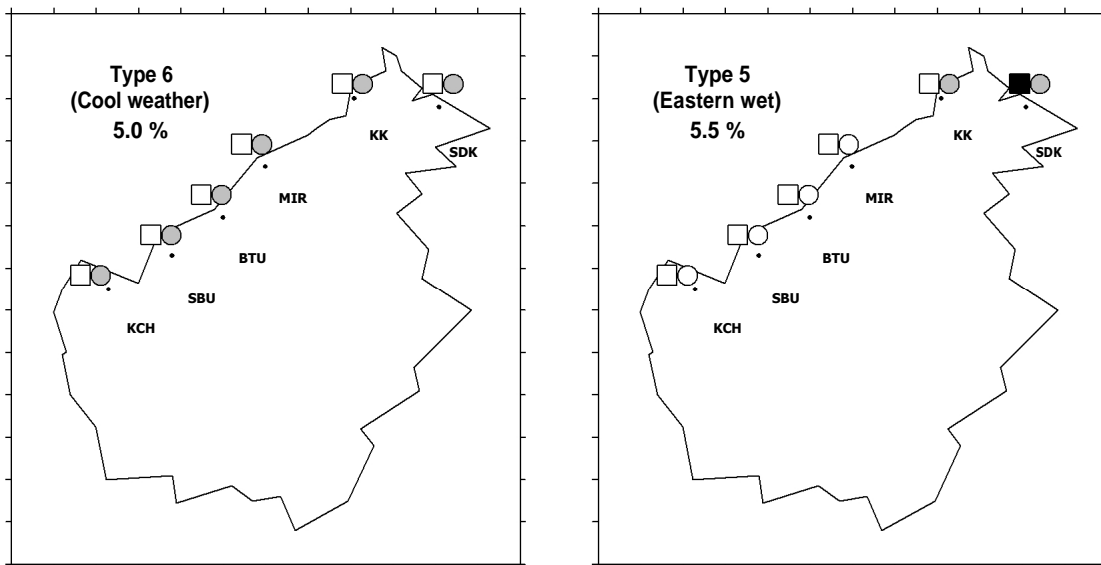 Type 6
(Cool weather)
5.0 %
KK
SDK
MIR
BTU
SBU
KCH
Type 5
(Eastern wet)
5.5 %
KK
SDK
MIR
BTU
SBU
KCH